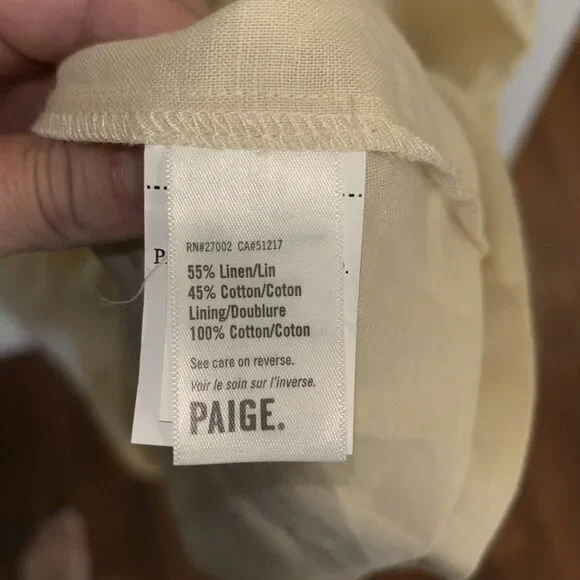 RN#27002 CA#51217
55% Linen/Lin
45% Cotton/Coton
Lining/Doublure
100% Cotton/Coton
See care on reverse.
Voir le soin sur l'inverse.
PAIGE.